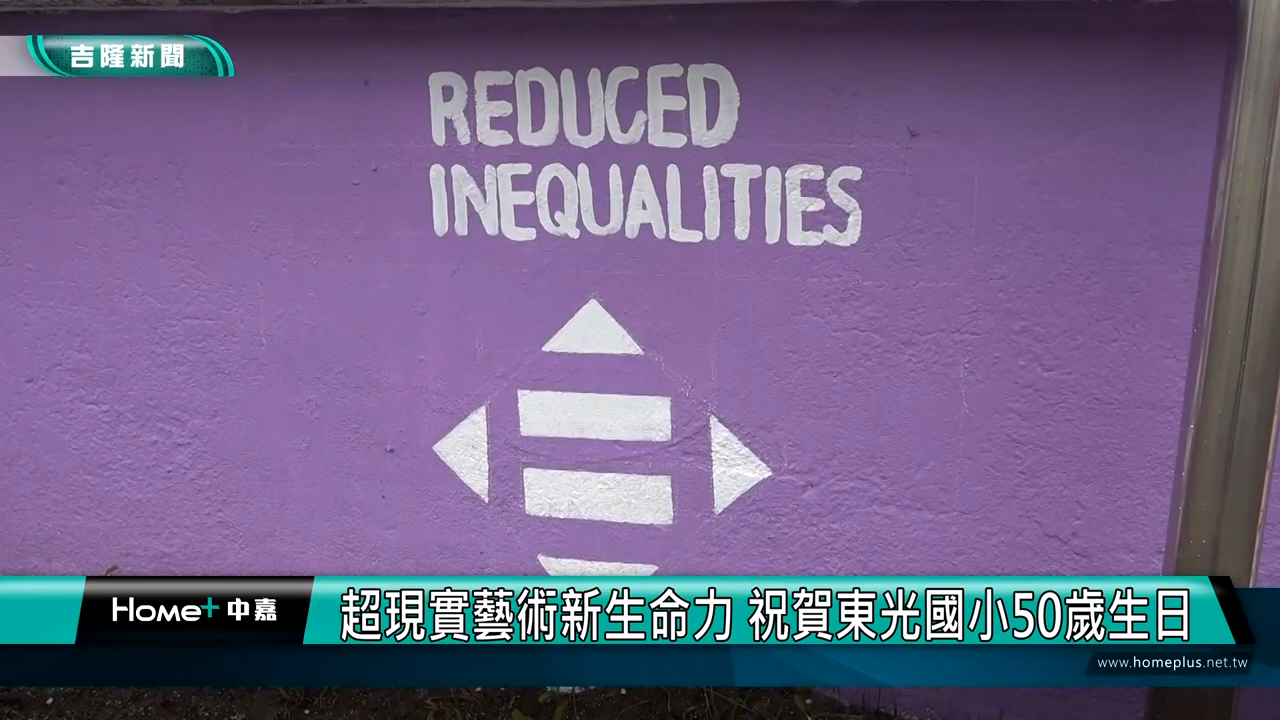 吉隆新聞
REDUCED
INEQUALITIES
Home+ 中嘉
超現實藝術新生命力 祝賀東光國小50歲生日
www.homeplus.net.tw